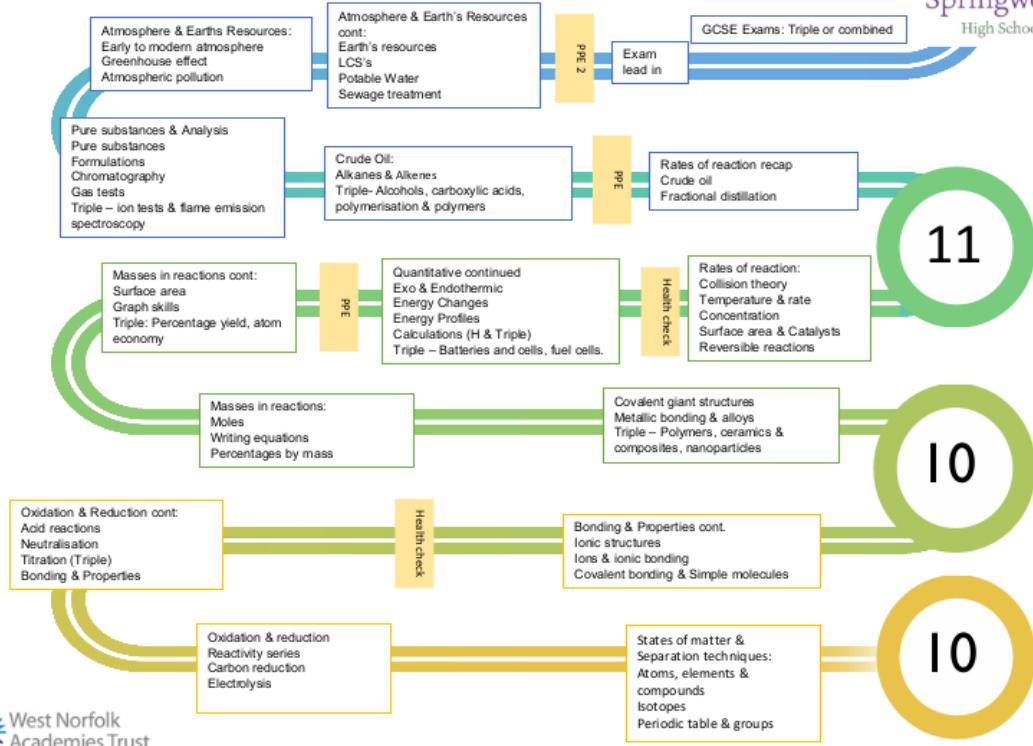 Springwo
High Schoo
GCSE Exams: Triple or combined
Exam
lead in
PPE 2
Atmosphere & Earth's Resources
cont:
Earth's resources
LCS's
Potable Water
Sewage treatment
Atmosphere & Earths Resources:
Early to modern atmosphere
Greenhouse effect
Atmospheric pollution
Pure substances & Analysis
Pure substances
Formulations
Chromatography
Gas tests
Triple – ion tests & flame emission
spectroscopy
Crude Oil:
Alkanes & Alkenes
Triple- Alcohols, carboxylic acids,
polymerisation & polymers
PPE
Rates of reaction recap
Crude oil
Fractional distillation
11
Masses in reactions cont:
Surface area
Graph skills
Triple: Percentage yield, atom
economy
PPE
Quantitative continued
Exo & Endothermic
Energy Changes
Energy Profiles
Calculations (H & Triple)
Triple – Batteries and cells, fuel cells.
Health check
Rates of reaction:
Collision theory
Temperature & rate
Concentration
Surface area & Catalysts
Reversible reactions
Masses in reactions:
Moles
Writing equations
Percentages by mass
Covalent giant structures
Metallic bonding & alloys
Triple – Polymers, ceramics &
composites, nanoparticles
10
Oxidation & Reduction cont:
Acid reactions
Neutralisation
Titration (Triple)
Bonding & Properties
Health check
Bonding & Properties cont.
Ionic structures
Ions & ionic bonding
Covalent bonding & Simple molecules
Oxidation & reduction
Reactivity series
Carbon reduction
Electrolysis
States of matter &
Separation techniques:
Atoms, elements &
compounds
Isotopes
Periodic table & groups
10
West Norfolk
Academies Trust